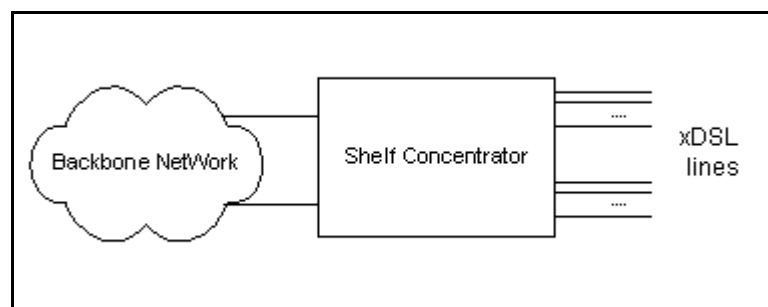 Backbone NetWork
Shelf Concentrator
....
....
xDSL
lines